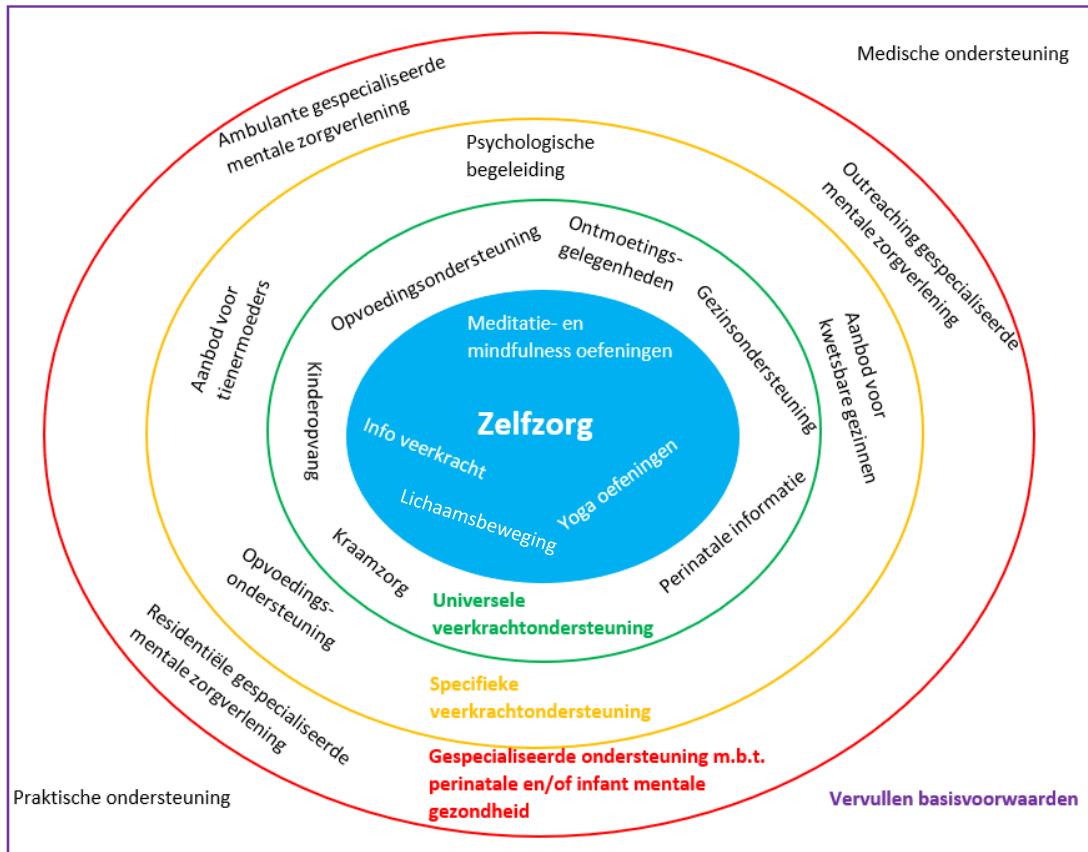 Medische ondersteuning
Ambulante gespecialiseerde
mentale zorgverlening
Psychologische
begeleiding
Outreaching gespecialiseerde
mentale zorgverlening
Opvoedingsondersteuning
Ontmoetings-
gelegenheden
Gezinsondersteuning
Aanbod voor
tienermoeders
Aanbod voor
kwetsbare gezinnen
Kinderopvang
Meditatie- en
mindfulness oefeningen
Zelfzorg
Info veerkracht
Lichaamsbeweging
Yoga oefeningen
Perinatale informatie
Kraamzorg
Opvoedings-
ondersteuning
Universele
veerkrachtondersteuning
Residentiële gespecialiseerde
mentale zorgverlening
Specifieke
veerkrachtondersteuning
Gespecialiseerde ondersteuning m.b.t.
perinatale en/of infant mentale
gezondheid
Praktische ondersteuning
Vervullen basisvoorwaarden